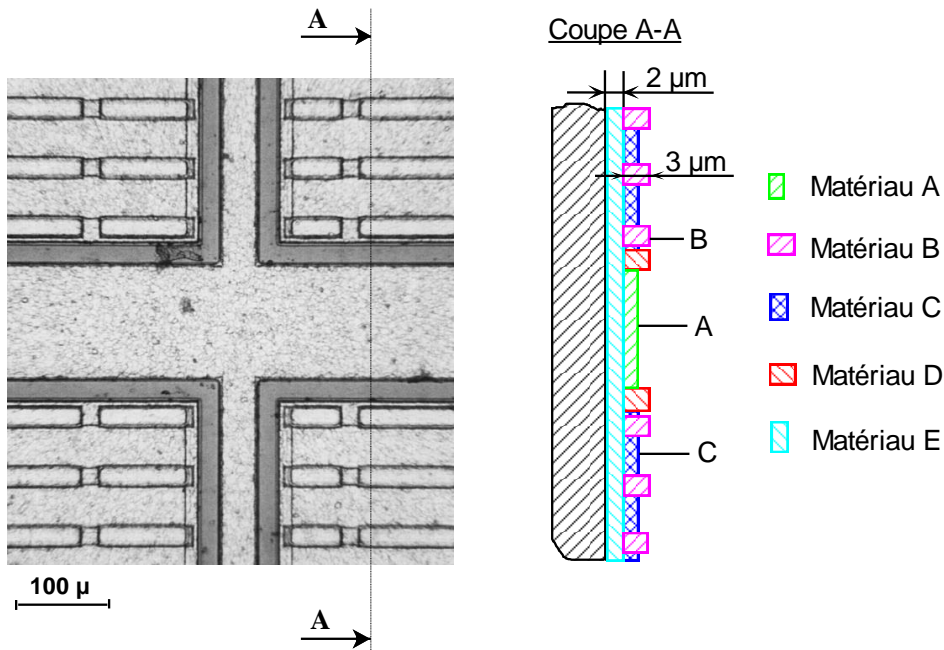 A
Coupe A-A
2 µm
3 µm
B
A
C
Matériau A
Matériau B
Matériau C
Matériau D
Matériau E
100 µ
A